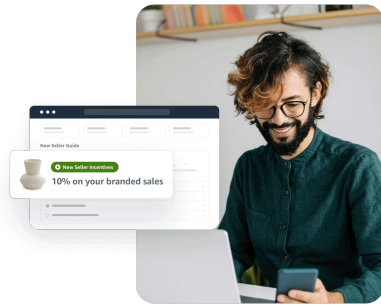 New Seller Guide
New Seller Incentives
10% on your branded sales